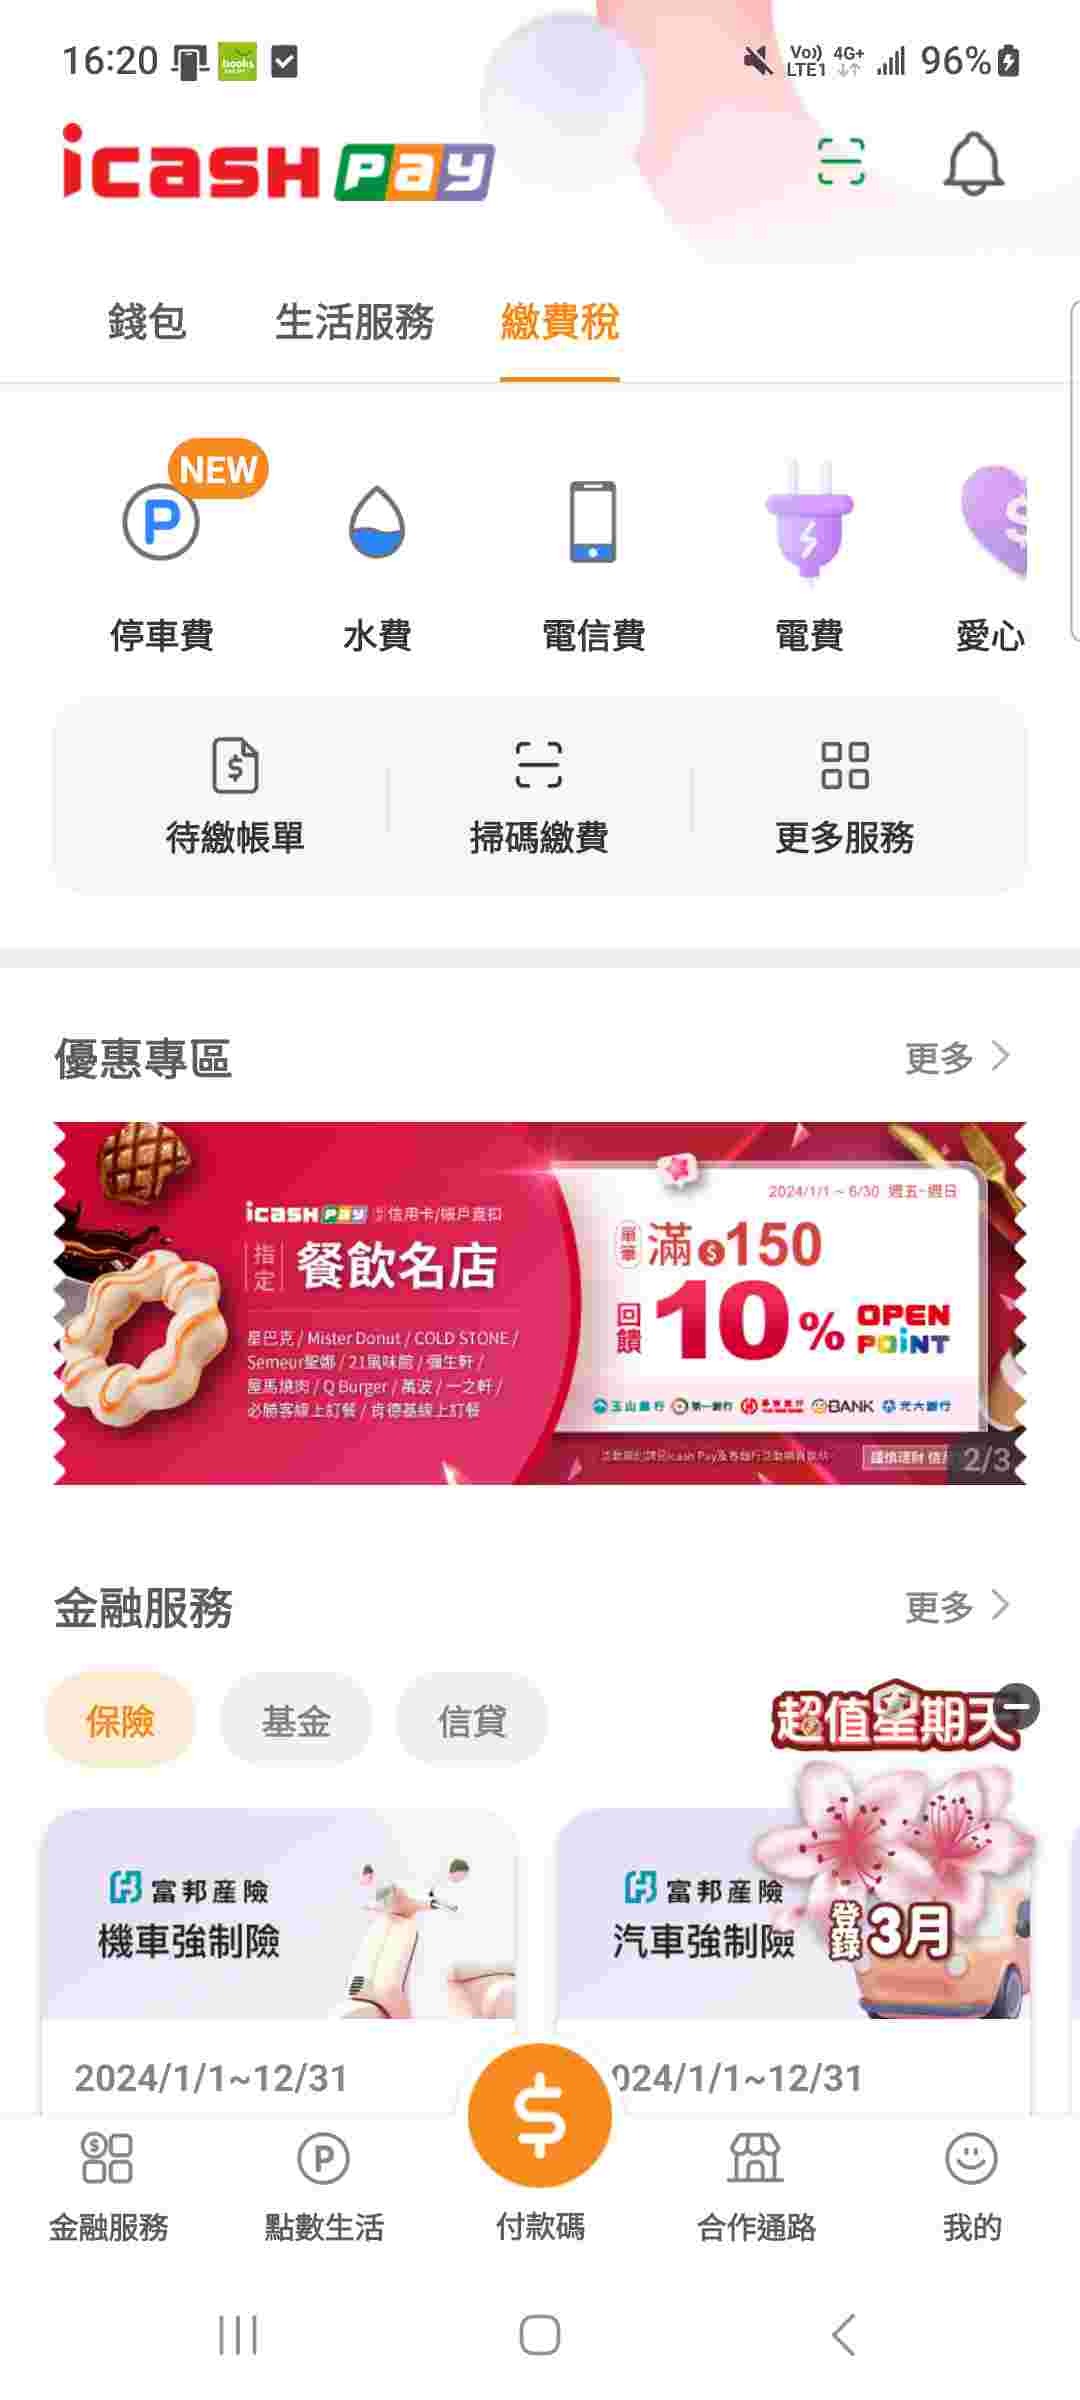 16:20
books
Vo)) LTE1 4G+ 96%
icash Pay
錢包 生活服務 繳費稅
NEW
停車費 水費 電信費 電費 愛心
待繳帳單 掃碼繳費 更多服務
優惠專區 更多
icash Pay 信用卡/帳戶直扣
指定 餐飲名店
星巴克 / Mister Donut / COLD STONE /
Semeur聖娜 / 21風味館 / 彌生軒 /
屋馬燒肉 / Q Burger / 萬波 / 一之軒 /
必勝客線上訂餐 / 肯德基線上訂餐
2024/1/1 ~ 6/30 週五-週日
單筆 滿$150
回饋 10% OPEN POINT
玉山銀行 第一銀行 BANK 元大銀行
謹慎理財
2/3
金融服務 更多
保險 基金 信貸
超值星期天
登錄3月
富邦產險 機車強制險
富邦產險 汽車強制險
2024/1/1~12/31
024/1/1~12/31
金融服務 點數生活 付款碼 合作通路 我的